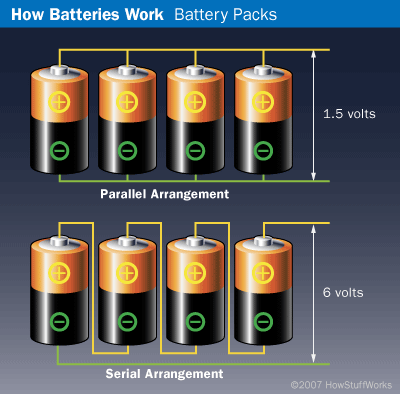 How Batteries Work Battery Packs
1.5 volts
Parallel Arrangement
6 volts
Serial Arrangement
©2007 HowStuffWorks